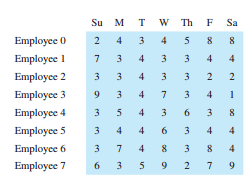 Su M T W Th F Sa
Employee 0 2 4 3 4 5 8 8
Employee 1 7 3 4 3 3 4 4
Employee 2 3 3 4 3 3 2 2
Employee 3 9 3 4 7 3 4 1
Employee 4 3 5 4 3 6 3 8
Employee 5 3 4 4 6 3 4 4
Employee 6 3 7 4 8 3 8 4
Employee 7 6 3 5 9 2 7 9